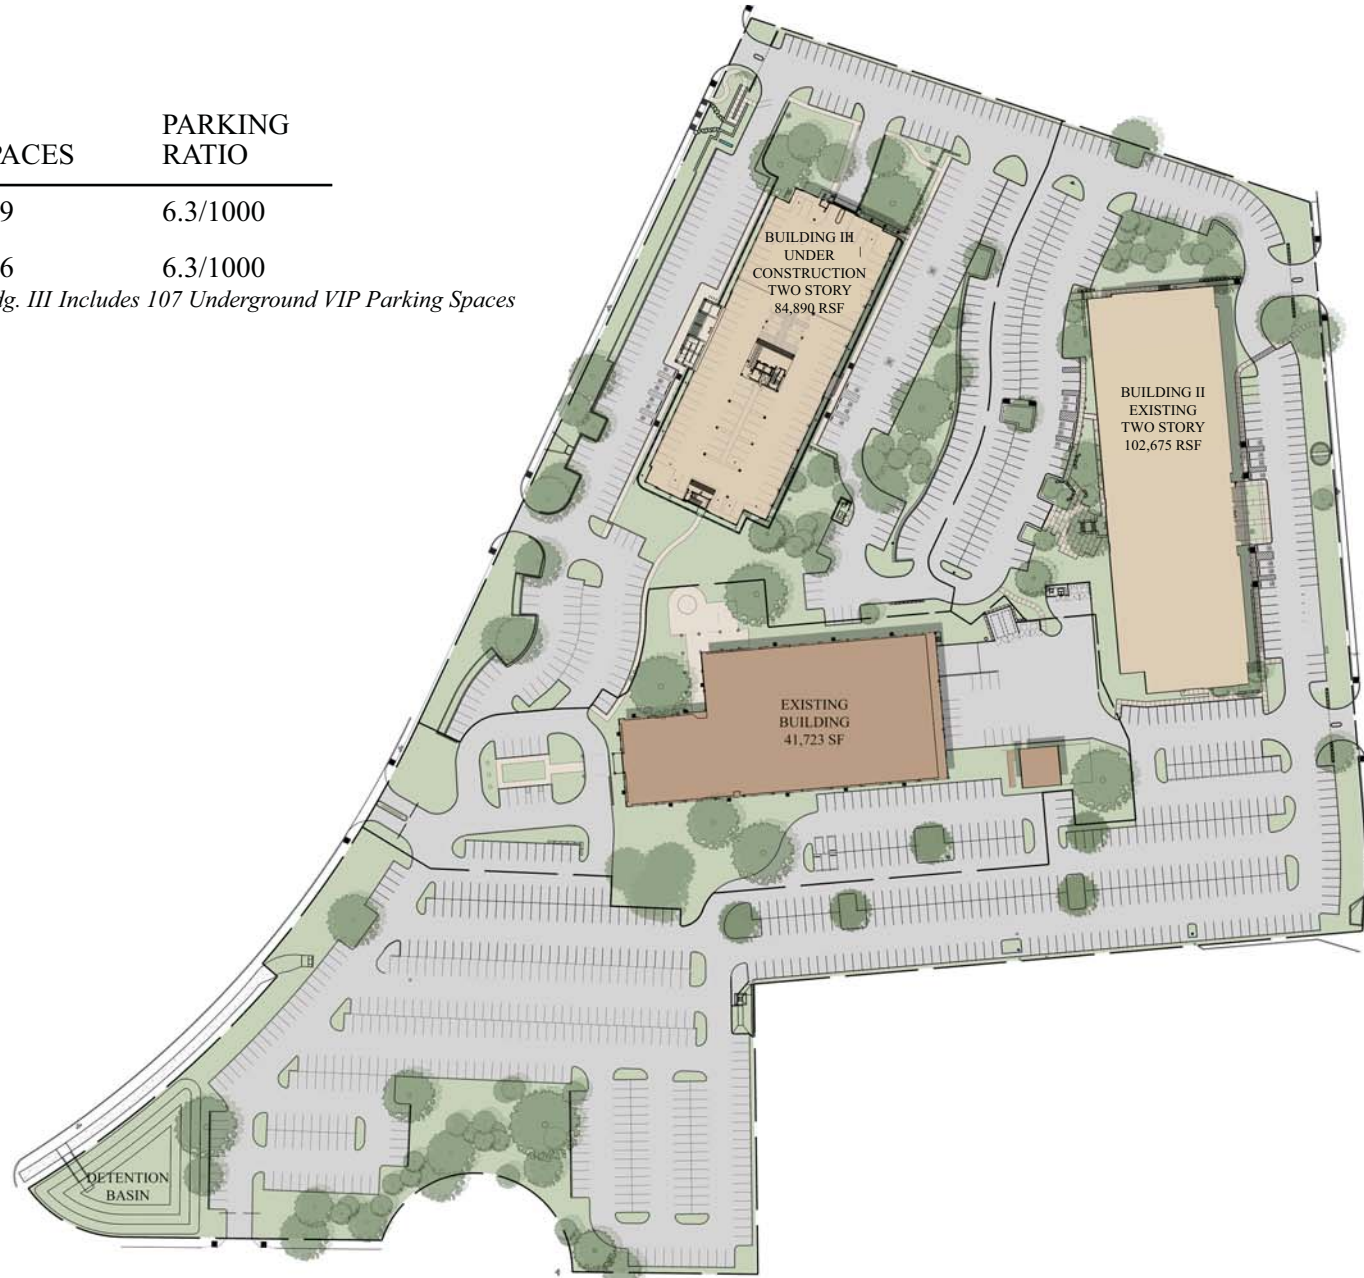 PARKING
PACES RATIO
9 6.3/1000
6 6.3/1000
dg. III Includes 107 Underground VIP Parking Spaces
BUILDING III
UNDER
CONSTRUCTION
TWO STORY
84,890 RSF
BUILDING II
EXISTING
TWO STORY
102,675 RSF
EXISTING
BUILDING
41,723 SF
DETENTION
BASIN